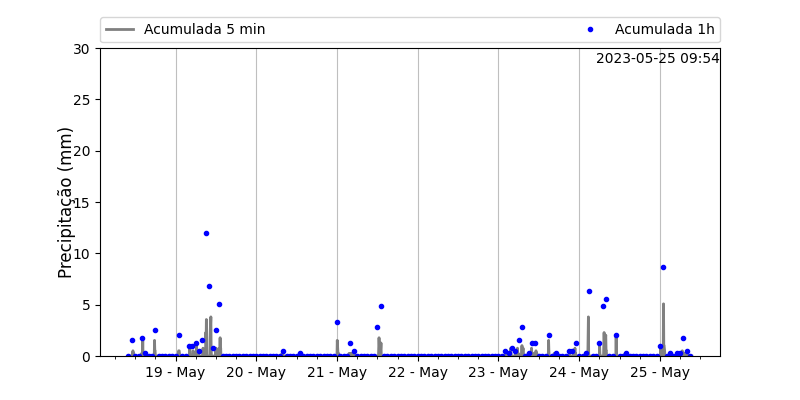 Acumulada 5 min
Acumulada 1h
2023-05-25 09:54
Precipitação (mm)
30
25
20
15
10
5
0
19 - May
20 - May
21 - May
22 - May
23 - May
24 - May
25 - May